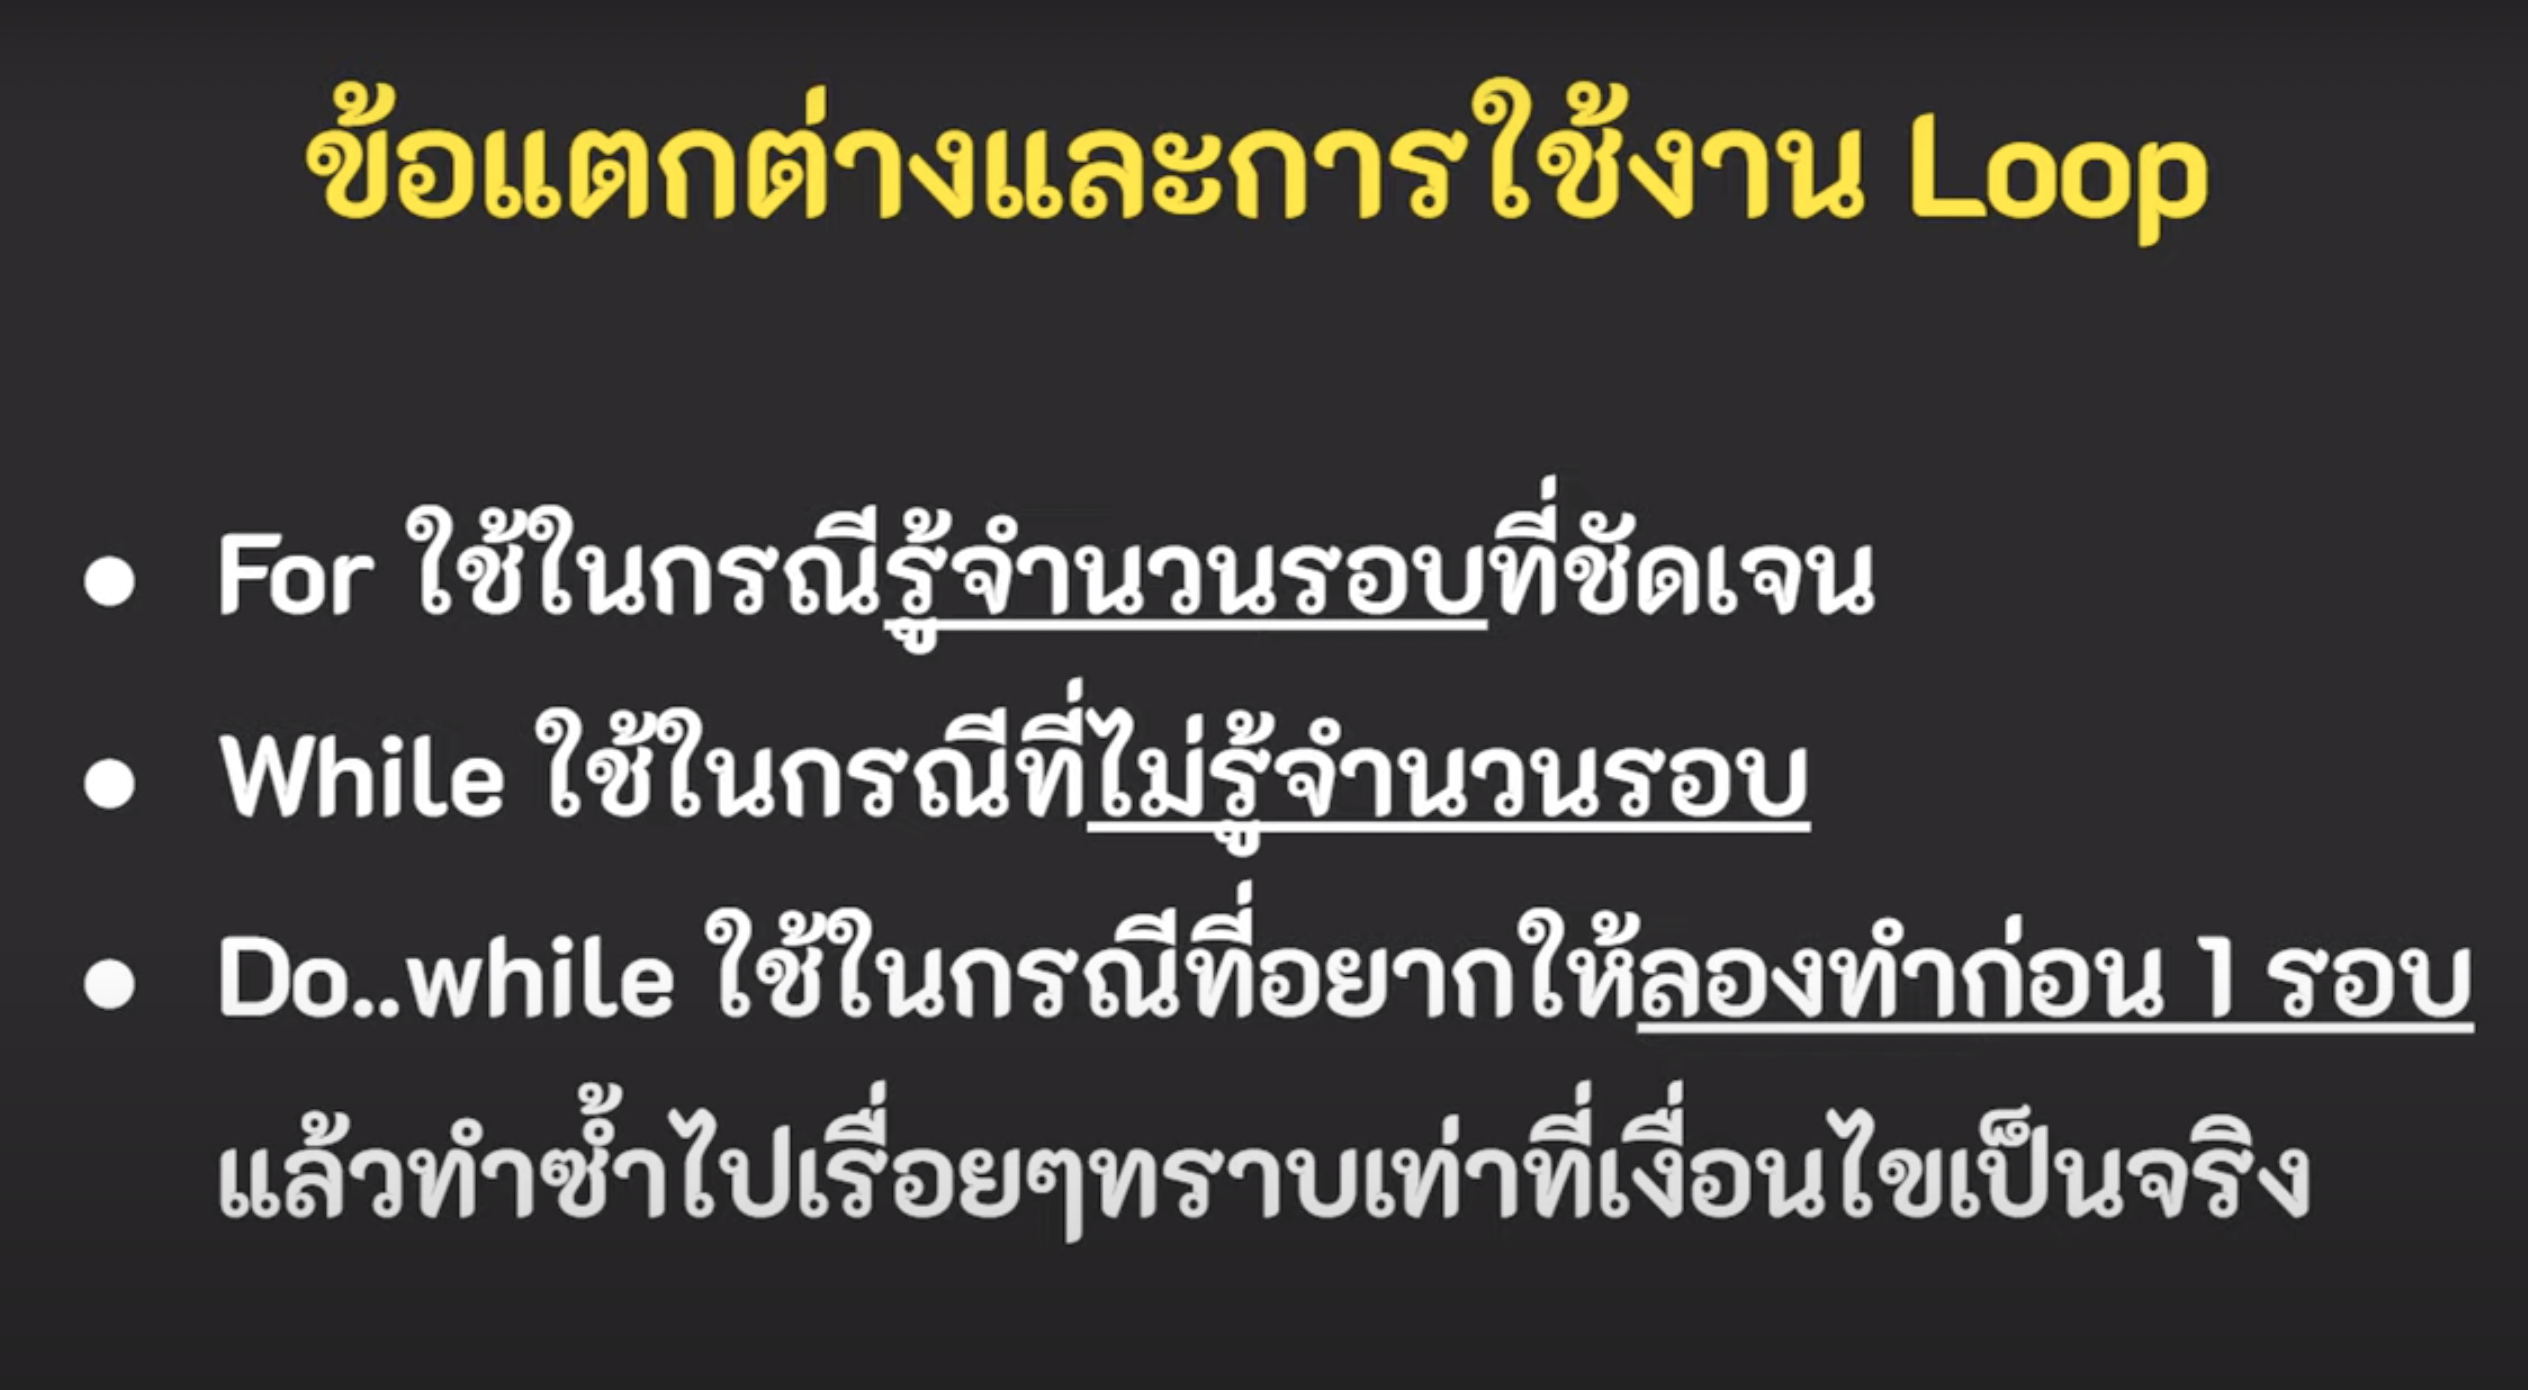 ข้อแตกต่างและการใช้งาน Loop
● For ใช้ในกรณีรู้จำนวนรอบที่ชัดเจน
● While ใช้ในกรณีที่ไม่รู้จำนวนรอบ
● Do..while ใช้ในกรณีที่อยากให้ลองทำก่อน 1 รอบ
แล้วทำซ้ำไปเรื่อยๆทราบเท่าที่เงื่อนไขเป็นจริง